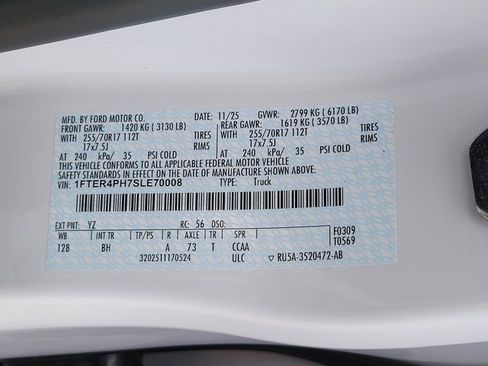 MFD. BY FORD MOTOR CO. 11/25 GVWR: 2799 KG ( 6170 LB)
FRONT GAWR: 1420 KG ( 3130 LB) REAR GAWR: 1619 KG ( 3570 LB)
255/70R17 112T TIRES 255/70R17 112T TIRES
17x7.5J RIMS 17x7.5J RIMS
AT 240 kPa/ 35 PSI COLD AT 240 kPa/ 35 PSI COLD
THIS VEHICLE CONFORMS TO ALL APPLICABLE FEDERAL MOTOR VEHICLE
SAFETY STANDARDS IN EFFECT ON THE DATE OF MANUFACTURE SHOWN ABOVE.
VIN: 1FTER4PH7SLE70008 TYPE: Truck
EXT PNT: YZ RC: 56 DSO: F0309
WB INT TR TP/PS R AXLE TR T0569
128 8H A 73 T CCAA
3202511170524 ULC ▽ RU5A-3520472-AB